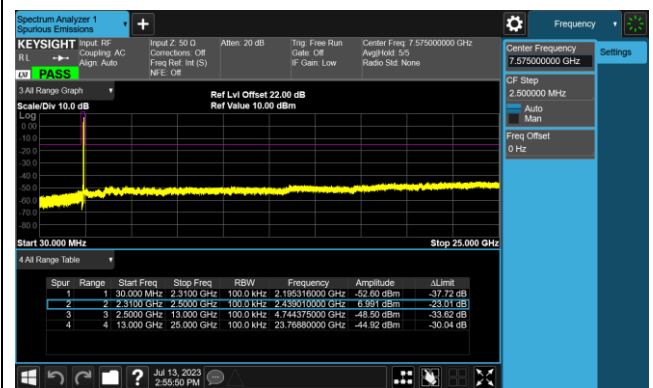 Spectrum Analyzer 1
Spurious Emissions
Frequency
KEYSIGHT
RL
LXI PASS
Input: RF
Coupling: AC
Align: Auto
Input Z: 50 Ω
Corrections: Off
Freq Ref: Int (S)
NFE: Off
Atten: 20 dB
Trig: Free Run
Gate: Off
IF Gain: Low
Center Freq: 7.575000000 GHz
Avg|Hold: 5/5
Radio Std: None
3 All Range Graph
Scale/Div 10.0 dB
Ref Lvl Offset 22.00 dB
Ref Value 10.00 dBm
Log
0.00
-10.0
-20.0
-30.0
-40.0
-50.0
-60.0
-70.0
-80.0
Start 30.000 MHz
Stop 25.000 GHz
4 All Range Table
Spur Range Start Freq Stop Freq RBW Frequency Amplitude ΔLimit
1 1 30.000 MHz 2.3100 GHz 100.0 kHz 2.195316000 GHz -52.60 dBm -37.72 dB
2 2 2.3100 GHz 2.5000 GHz 100.0 kHz 2.439010000 GHz 6.991 dBm -23.01 dB
3 3 2.5000 GHz 13.000 GHz 100.0 kHz 4.744375000 GHz -48.50 dBm -33.62 dB
4 4 13.000 GHz 25.000 GHz 100.0 kHz 23.76880000 GHz -44.92 dBm -30.04 dB
Center Frequency
7.575000000 GHz
Settings
CF Step
2.500000 MHz
Auto
Man
Freq Offset
0 Hz
?
Jul 13, 2023
2:55:50 PM